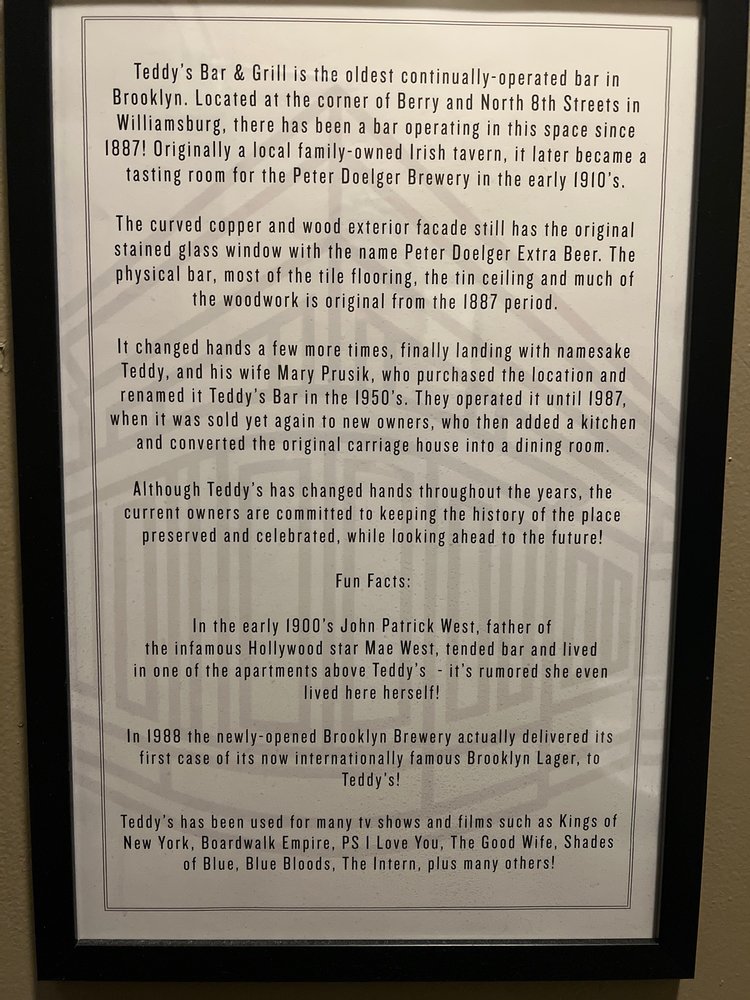 Teddy's Bar & Grill is the oldest continually-operated bar in
Brooklyn. Located at the corner of Berry and North 8th Streets in
Williamsburg, there has been a bar operating in this space since
1887! Originally a local family-owned Irish tavern, it later became a
tasting room for the Peter Doelger Brewery in the early 1910's.
The curved copper and wood exterior facade still has the original
stained glass window with the name Peter Doelger Extra Beer. The
physical bar, most of the tile flooring, the tin ceiling and much of
the woodwork is original from the 1887 period.
It changed hands a few more times, finally landing with namesake
Teddy, and his wife Mary Prusik, who purchased the location and
renamed it Teddy's Bar in the 1950's. They operated it until 1987,
when it was sold yet again to new owners, who then added a kitchen
and converted the original carriage house into a dining room.
Although Teddy's has changed hands throughout the years, the
current owners are committed to keeping the history of the place
preserved and celebrated, while looking ahead to the future!
Fun Facts:
In the early 1900's John Patrick West, father of
the infamous Hollywood star Mae West, tended bar and lived
in one of the apartments above Teddy's - it's rumored she even
lived here herself!
In 1988 the newly-opened Brooklyn Brewery actually delivered its
first case of its now internationally famous Brooklyn Lager, to
Teddy's!
Teddy's has been used for many tv shows and films such as Kings of
New York, Boardwalk Empire, PS I Love You, The Good Wife, Shades
of Blue, Blue Bloods, The Intern, plus many others!